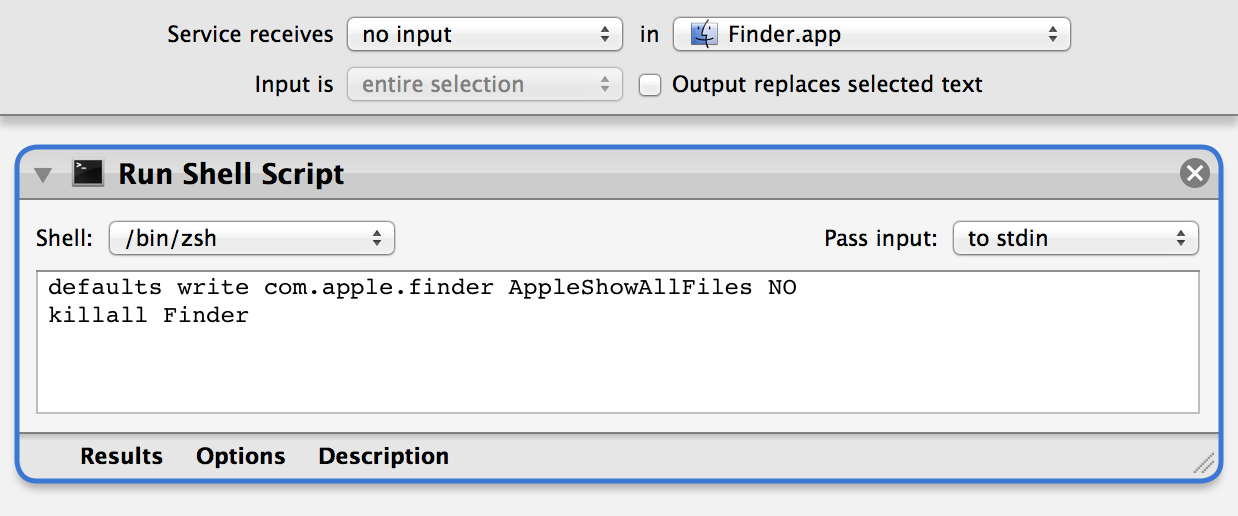 Service receives no input in Finder.app
Input is entire selection Output replaces selected text
Run Shell Script
Shell: /bin/zsh Pass input: to stdin
defaults write com.apple.finder AppleShowAllFiles NO
killall Finder
Results Options Description